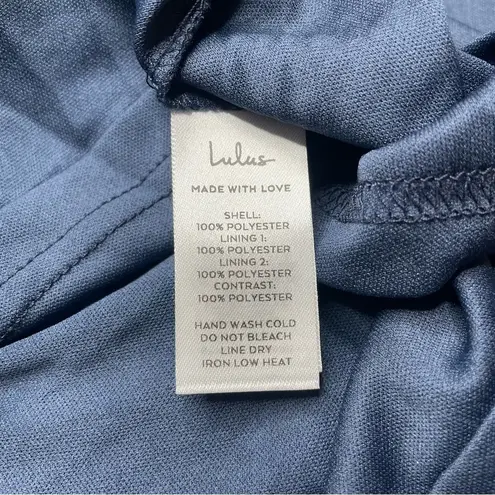 Lulus
MADE WITH LOVE
SHELL:
100% POLYESTER
LINING 1:
100% POLYESTER
LINING 2:
100% POLYESTER
CONTRAST:
100% POLYESTER
HAND WASH COLD
DO NOT BLEACH
LINE DRY
IRON LOW HEAT